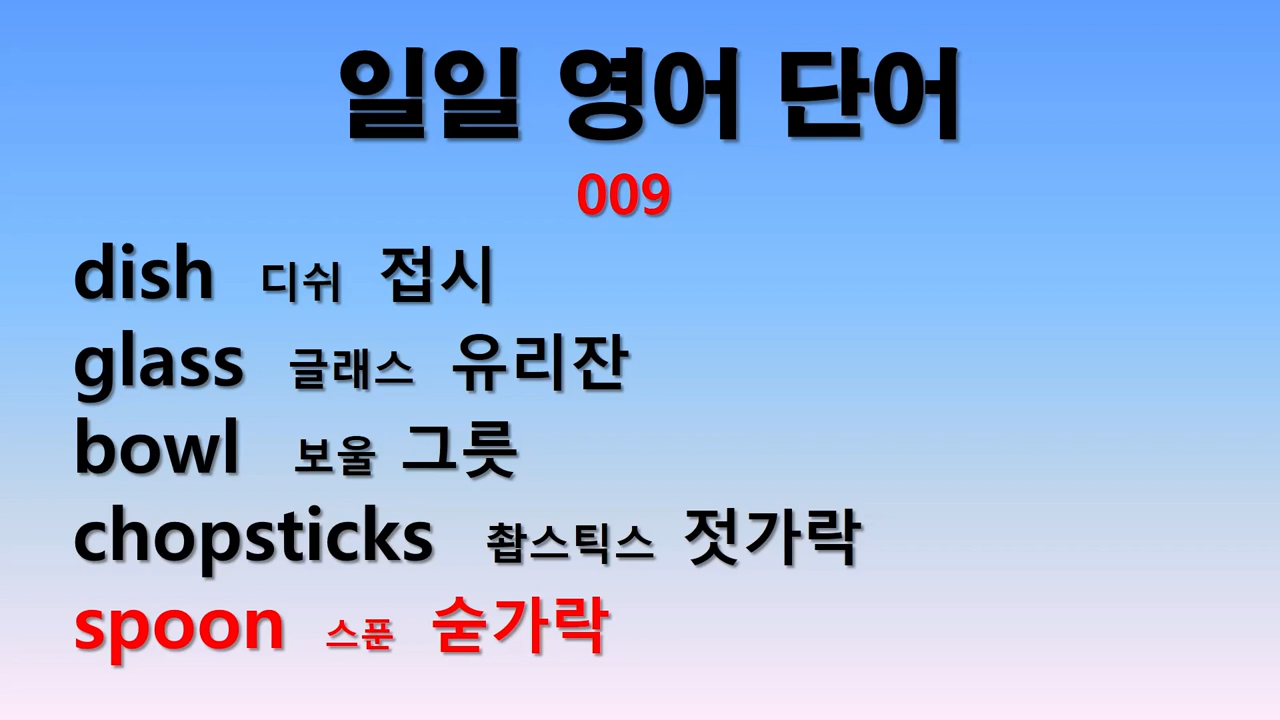 일일 영어 단어
009
dish 디쉬 접시
glass 글래스 유리잔
bowl 보울 그릇
chopsticks 촵스틱스 젓가락
spoon 스푼 숟가락